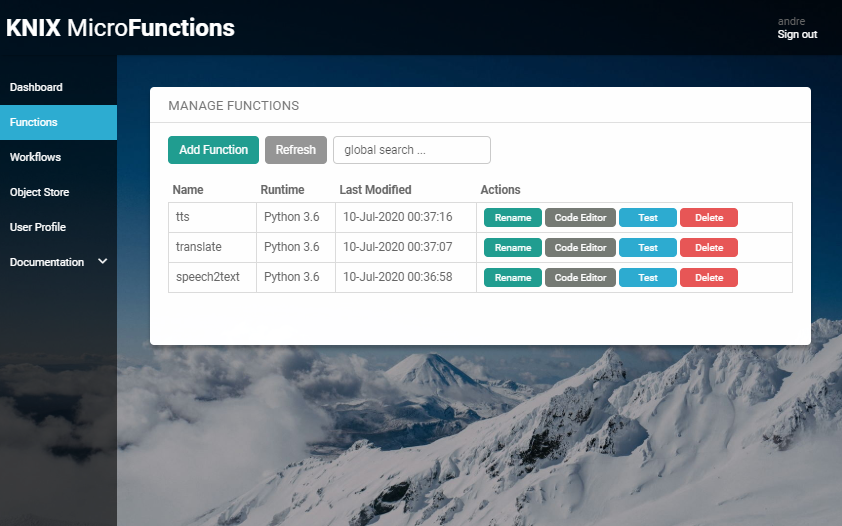 KNIX MicroFunctions
andre
Sign out
Dashboard
Functions
Workflows
Object Store
User Profile
Documentation
MANAGE FUNCTIONS
Add Function Refresh global search ...
Name Runtime Last Modified Actions
tts Python 3.6 10-Jul-2020 00:37:16 Rename Code Editor Test Delete
translate Python 3.6 10-Jul-2020 00:37:07 Rename Code Editor Test Delete
speech2text Python 3.6 10-Jul-2020 00:36:58 Rename Code Editor Test Delete